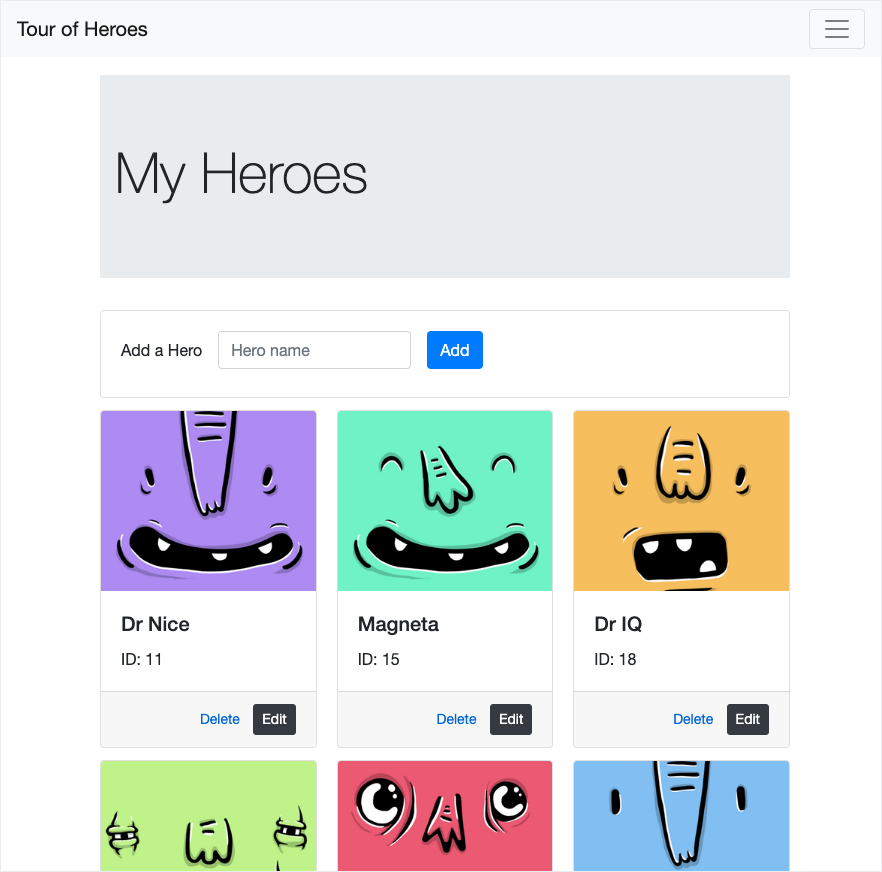 Tour of Heroes
My Heroes
Add a Hero Hero name Add
Dr Nice Magneta Dr IQ
ID: 11 ID: 15 ID: 18
Delete Edit Delete Edit Delete Edit